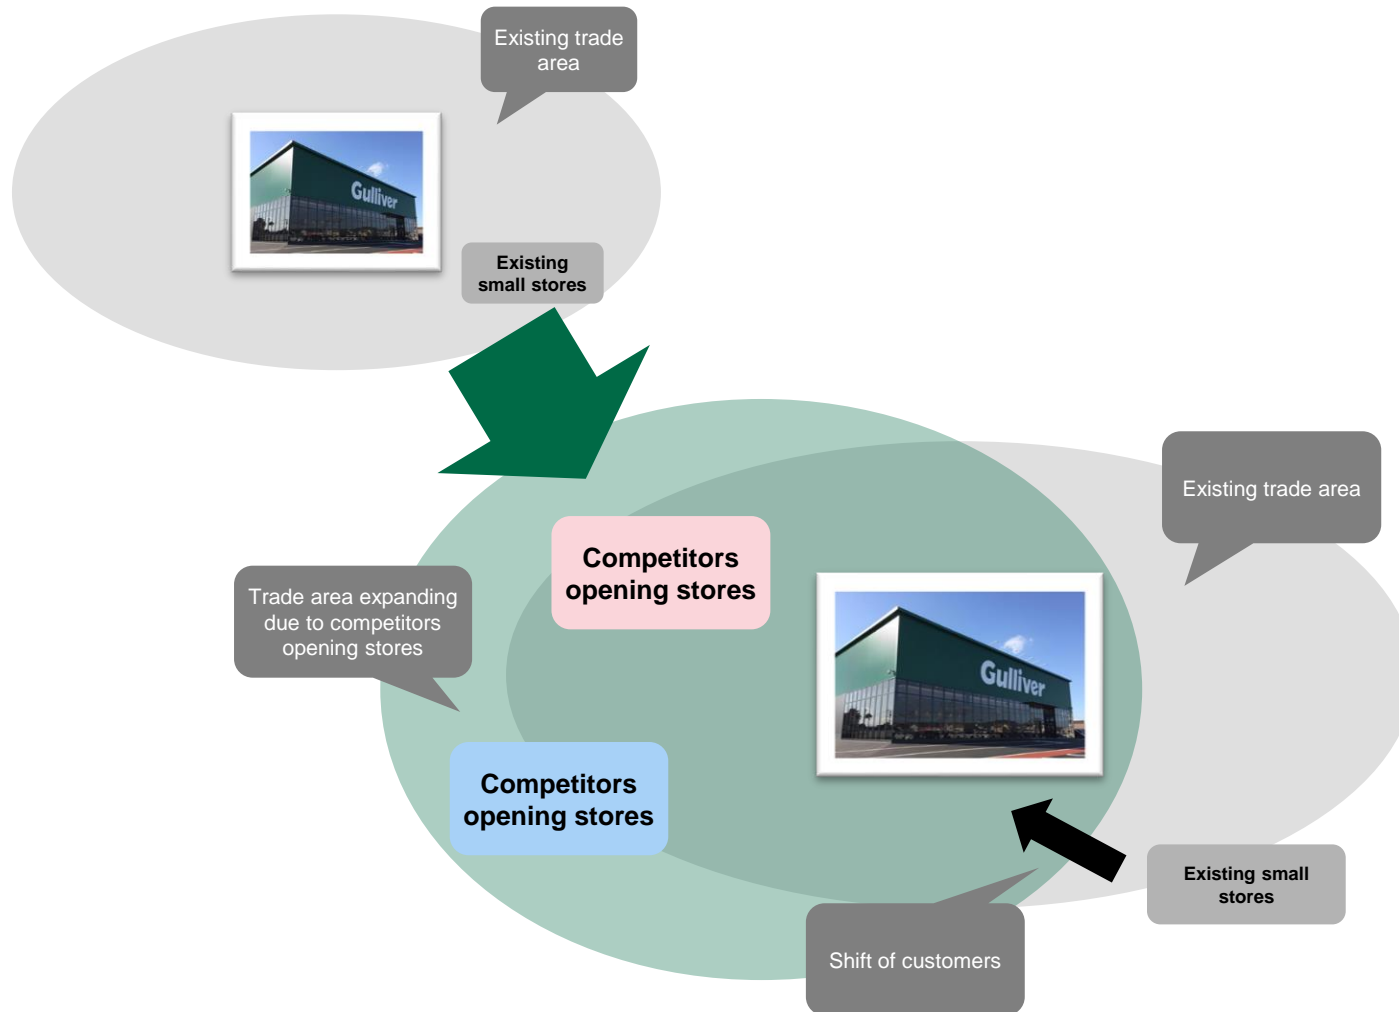 Existing trade
area
Gulliver
Existing
small stores
Existing trade area
Competitors
opening stores
Trade area expanding
due to competitors
opening stores
Gulliver
Competitors
opening stores
Existing small
stores
Shift of customers